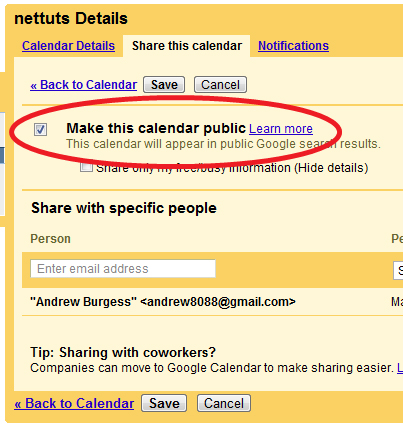 nettuts Details
Calendar Details Share this calendar Notifications
« Back to Calendar Save Cancel
Make this calendar public Learn more
This calendar will appear in public Google search results.
Share only my free/busy information (Hide details)
Share with specific people
Person
Enter email address
"Andrew Burgess" <andrew8088@gmail.com>
Tip: Sharing with coworkers?
Companies can move to Google Calendar to make sharing easier.
« Back to Calendar Save Cancel